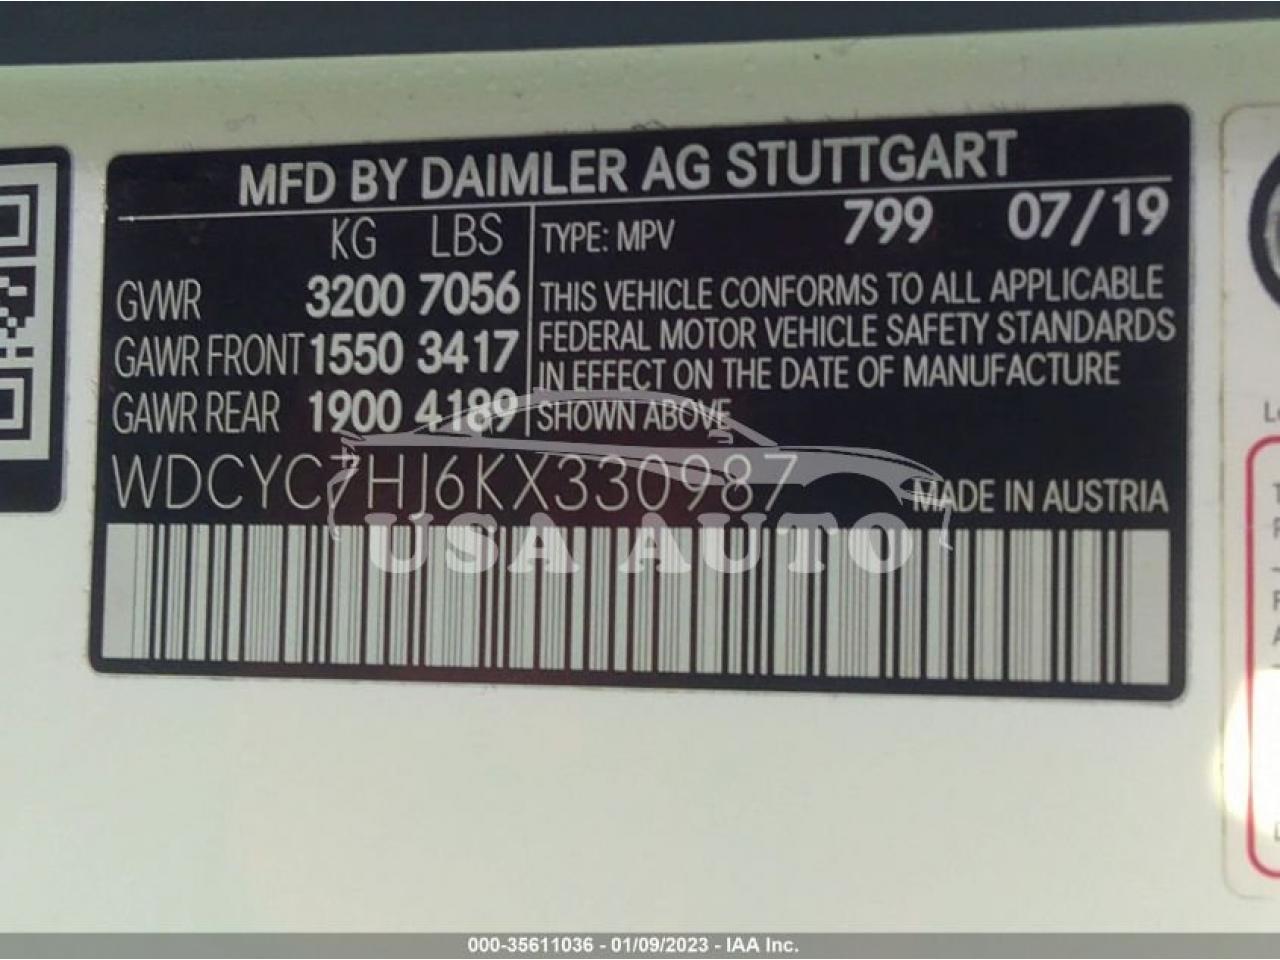 MFD BY DAIMLER AG STUTTGART
KG LBS
GVWR 3200 7056
GAWR FRONT 1550 3417
GAWR REAR 1900 4189
TYPE: MPV 799 07/19
THIS VEHICLE CONFORMS TO ALL APPLICABLE
FEDERAL MOTOR VEHICLE SAFETY STANDARDS
IN EFFECT ON THE DATE OF MANUFACTURE
SHOWN ABOVE
WDCYC7HJ6KX330987 MADE IN AUSTRIA
USA AUTO
000-35611036 - 01/09/2023 - IAA Inc.